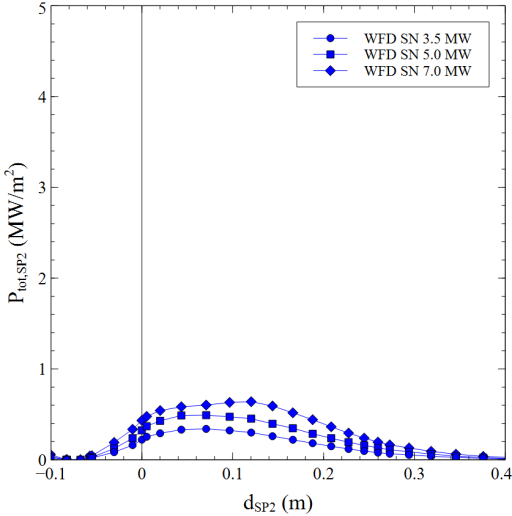 5
4
3
2
1
0
P_tot,SP2 (MW/m²)
WFD SN 3.5 MW
WFD SN 5.0 MW
WFD SN 7.0 MW
−0.1 0 0.1 0.2 0.3 0.4
d_SP2 (m)